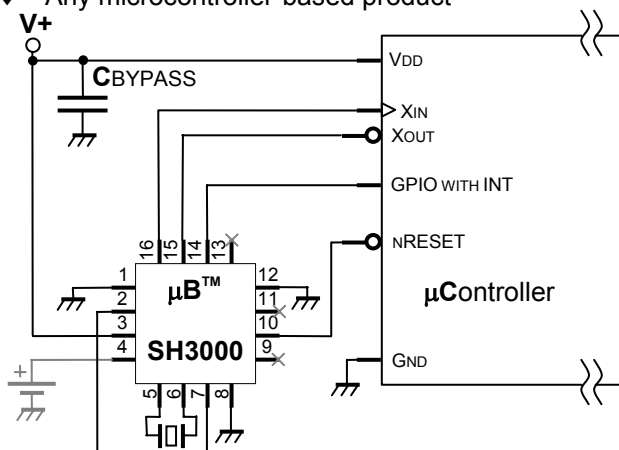 Any microcontroller-based product
V+
CBYPASS
VDD
XIN
XOUT
GPIO WITH INT
NRESET
µController
GND
16 15 14 13
1
2
3
4
µB™
SH3000
12
11
10
9
5 6 7 8
+